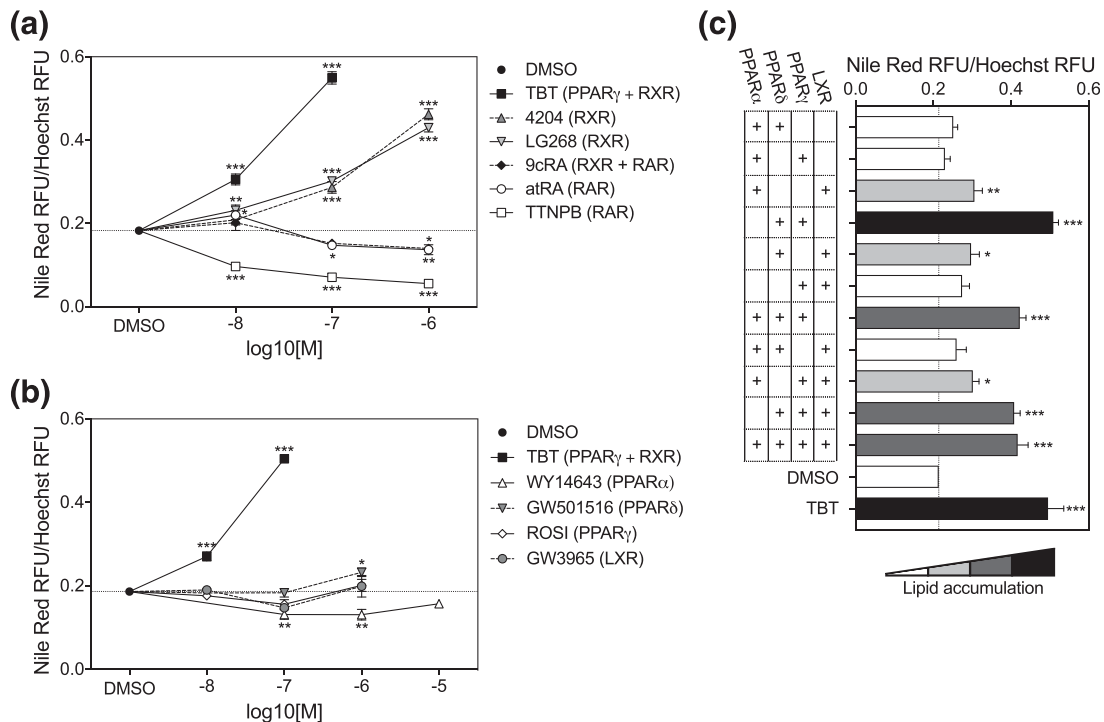 (a)
Nile Red RFU/Hoechst RFU
0.6
0.4
0.2
0.0
DMSO
-8
-7
-6
log10[M]
***
***
***
***
**
*
***
***
*
*
**
***
***
***
DMSO
TBT (PPARγ + RXR)
4204 (RXR)
LG268 (RXR)
9cRA (RXR + RAR)
atRA (RAR)
TTNPB (RAR)
(b)
Nile Red RFU/Hoechst RFU
0.6
0.4
0.2
0.0
DMSO
-8
-7
-6
-5
log10[M]
***
***
*
**
**
DMSO
TBT (PPARγ + RXR)
WY14643 (PPARα)
GW501516 (PPARδ)
ROSI (PPARγ)
GW3965 (LXR)
(c)
Nile Red RFU/Hoechst RFU
0.0 0.2 0.4 0.6
PPARα PPARδ PPARγ LXR
+ +
+ +
+ + **
+ + ***
+ + *
+ +
+ + + ***
+ + +
+ + + *
+ + + ***
+ + + + ***
DMSO
TBT ***
Lipid accumulation